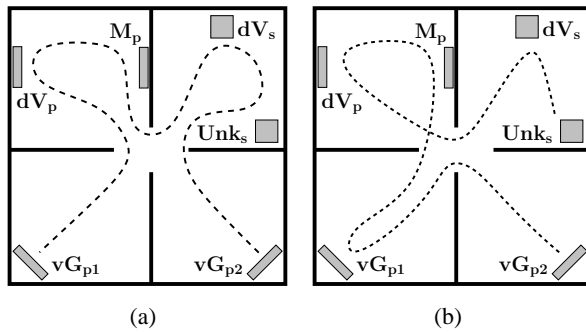 M_p dV_s
dV_p
Unk_s
vG_p1 vG_p2
(a)
M_p dV_s
dV_p
Unk_s
vG_p1 vG_p2
(b)